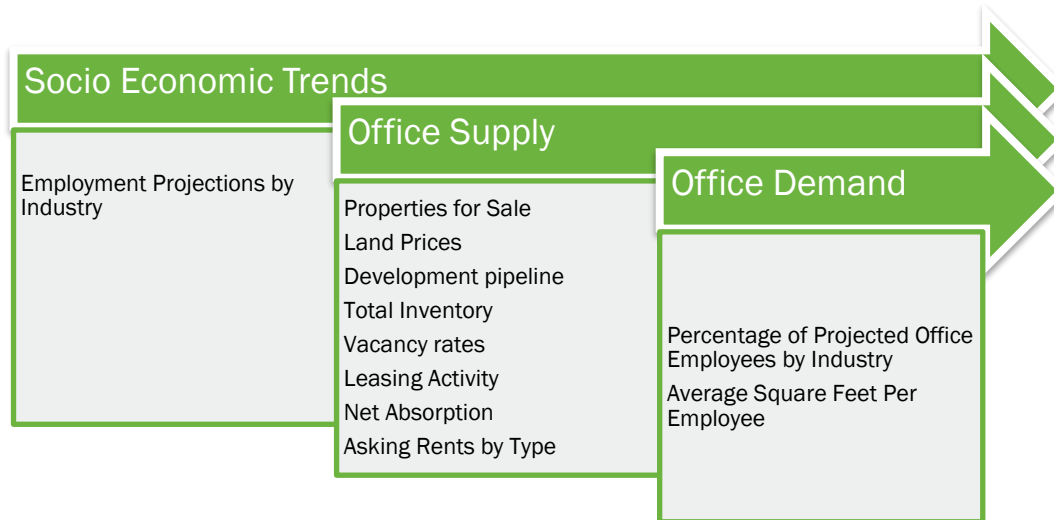 Socio Economic Trends
Employment Projections by
Industry
Office Supply
Properties for Sale
Land Prices
Development pipeline
Total Inventory
Vacancy rates
Leasing Activity
Net Absorption
Asking Rents by Type
Office Demand
Percentage of Projected Office
Employees by Industry
Average Square Feet Per
Employee